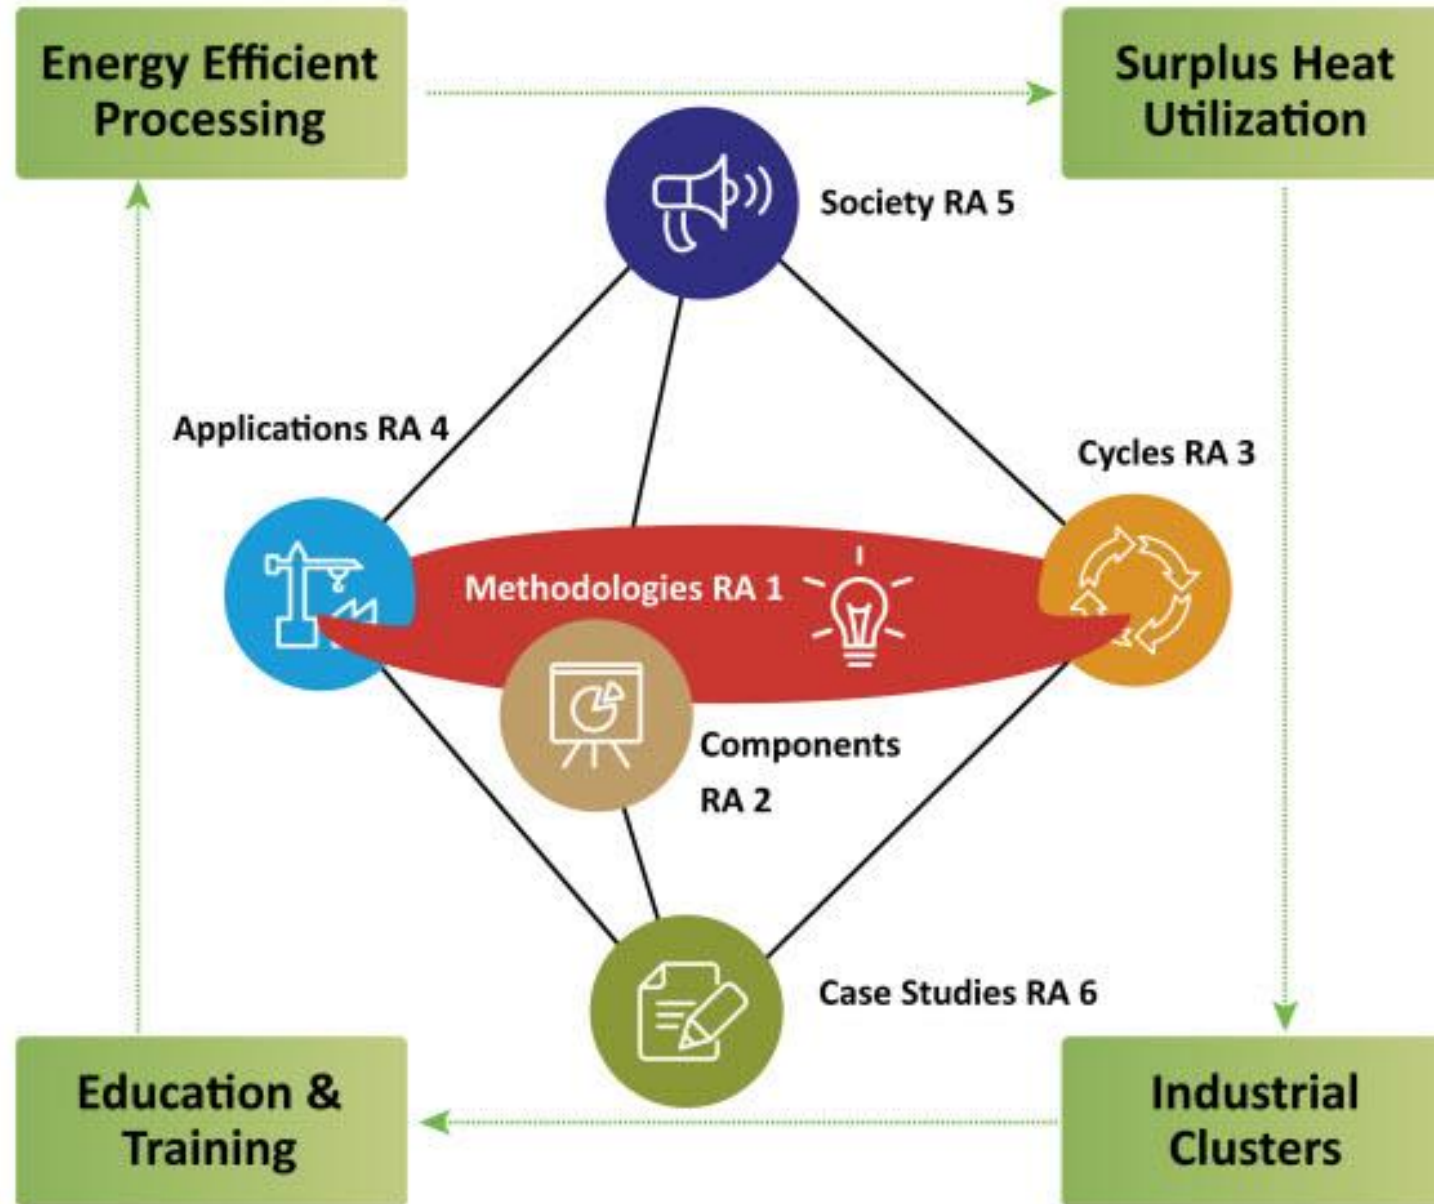 Energy Efficient
Processing
Surplus Heat
Utilization
Society RA 5
Applications RA 4
Cycles RA 3
Methodologies RA 1
Components
RA 2
Case Studies RA 6
Education &
Training
Industrial
Clusters